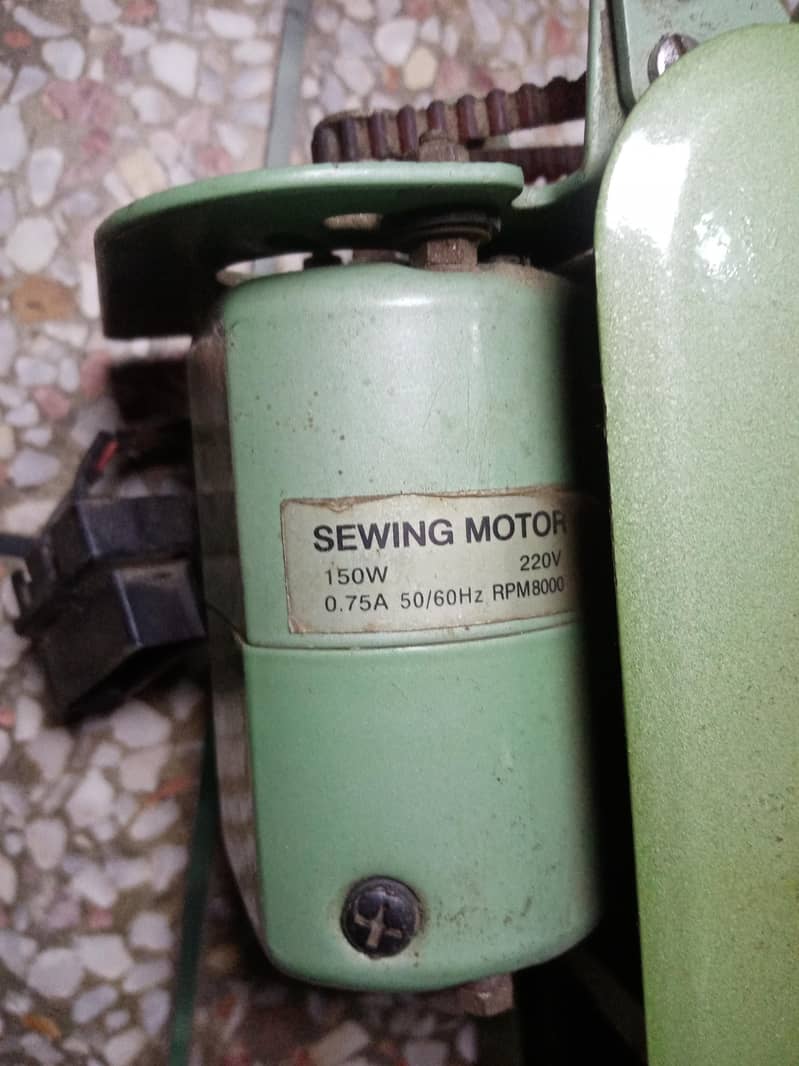 SEWING MOTOR
150W 220V
0.75A 50/60Hz RPM8000